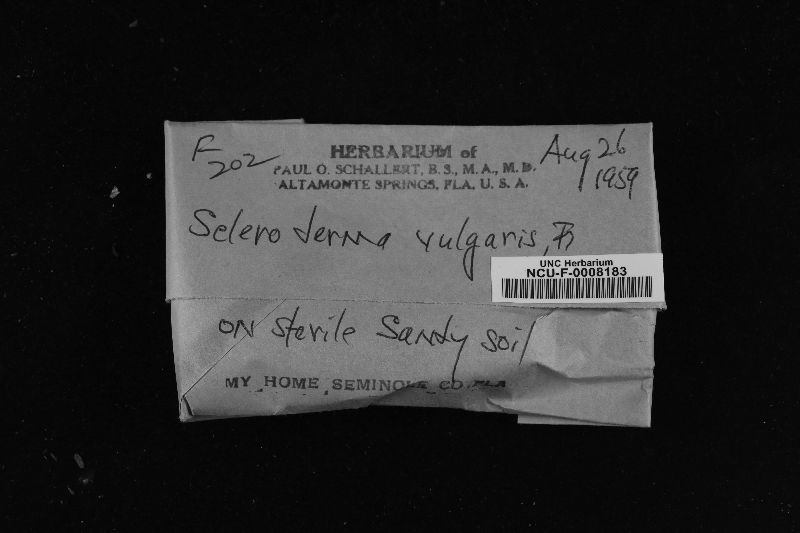 F 202
HERBARIUM of
PAUL O. SCHALLERT, B. S., M. A., M. D.
ALTAMONTE SPRINGS, FLA, U. S. A.
Aug 26
1959
Scleroderma vulgaris,
UNC Herbarium
NCU-F-0008183
on sterile Sandy soil
MY HOME SEMINOLE CO. FLA